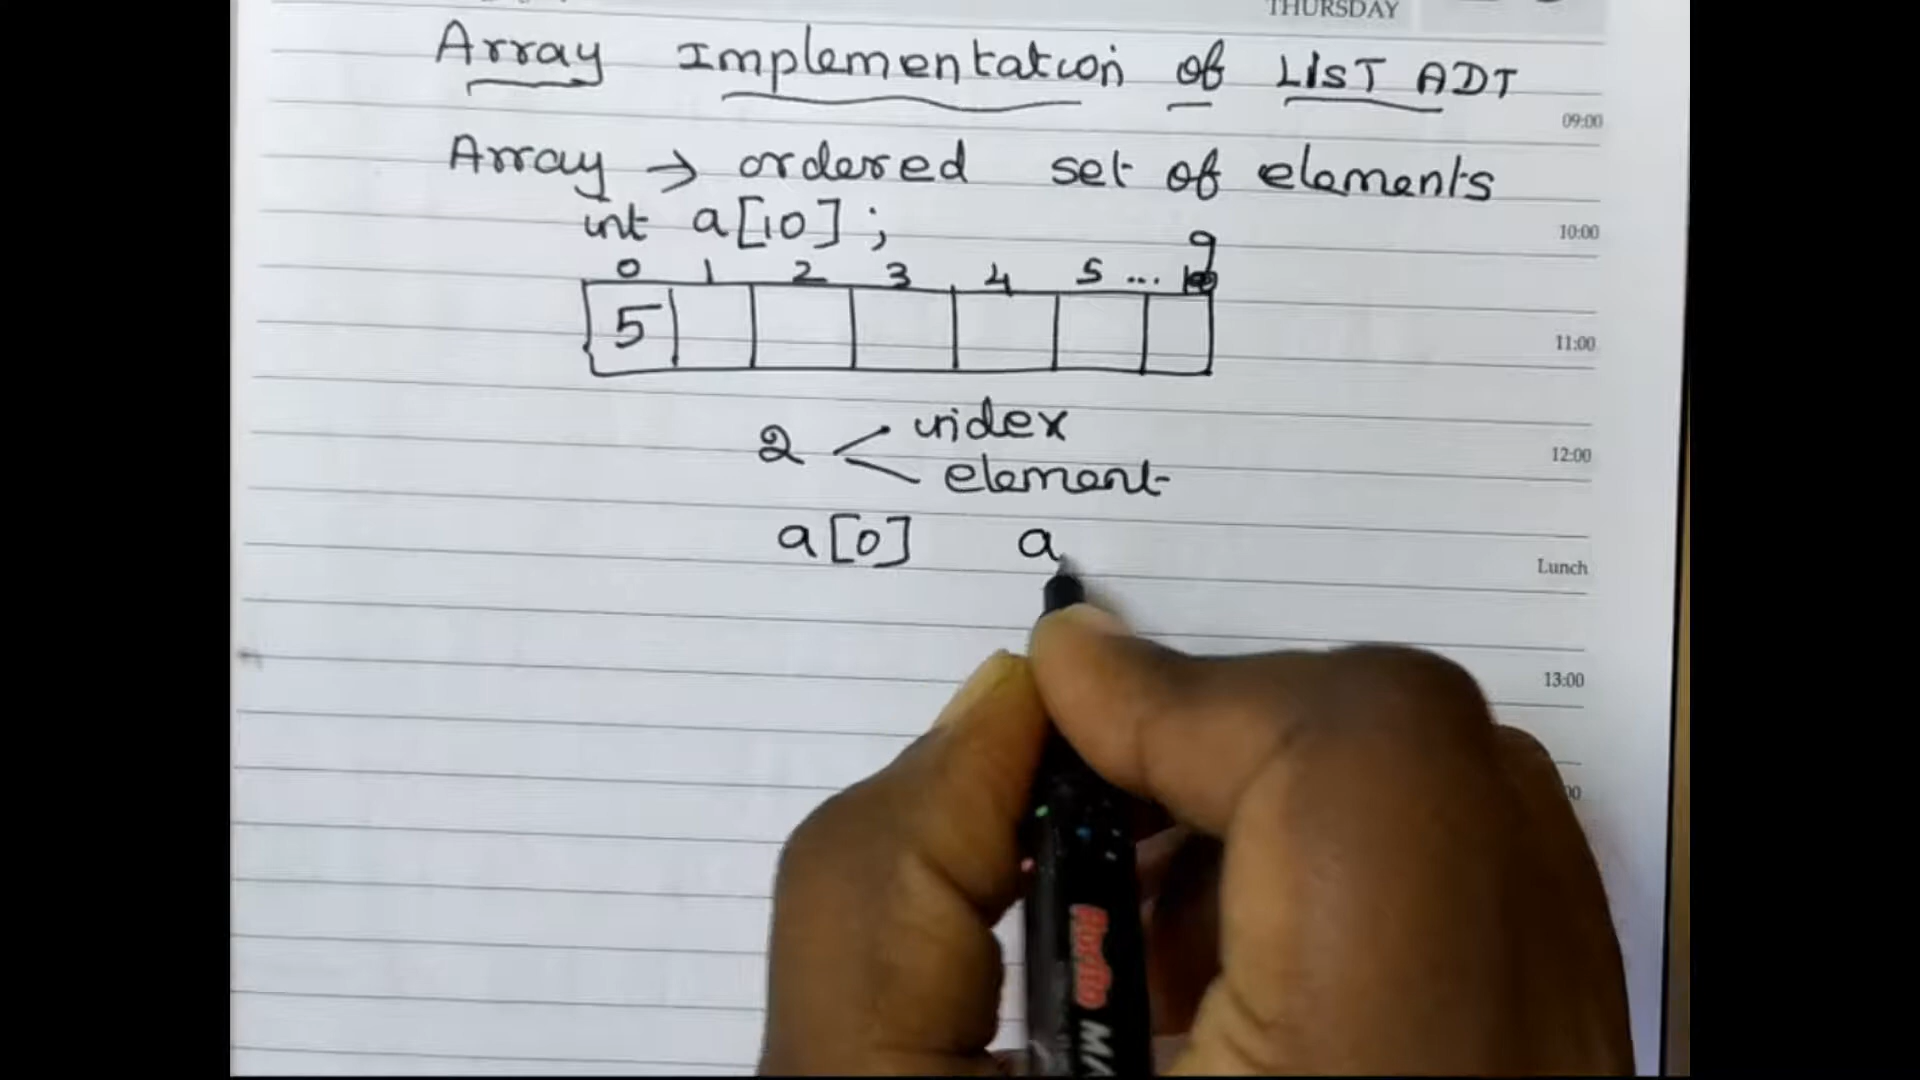 THURSDAY
Array Implementation of LIST ADT
09:00
Array → ordered set of elements
int a[10];
10:00
0 1 2 3 4 5 ... 9
5
11:00
2 < index
element
12:00
a[0] a
Lunch
13:00